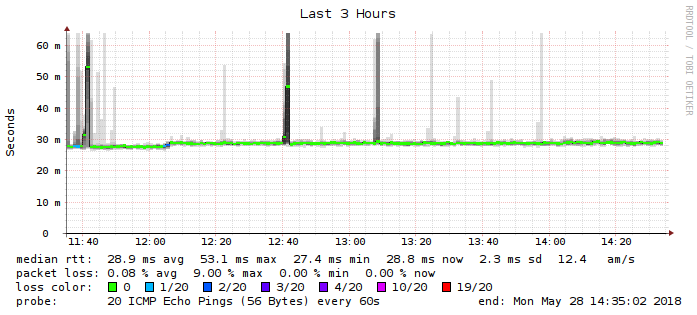 Last 3 Hours
RRDTOOL / TOBI OETIKER
Seconds
60 m
50 m
40 m
30 m
20 m
10 m
0
11:40 12:00 12:20 12:40 13:00 13:20 13:40 14:00 14:20
median rtt: 28.9 ms avg 53.1 ms max 27.4 ms min 28.8 ms now 2.3 ms sd 12.4 am/s
packet loss: 0.08 % avg 9.00 % max 0.00 % min 0.00 % now
loss color: 0 1/20 2/20 3/20 4/20 10/20 19/20
probe: 20 ICMP Echo Pings (56 Bytes) every 60s end: Mon May 28 14:35:02 2018